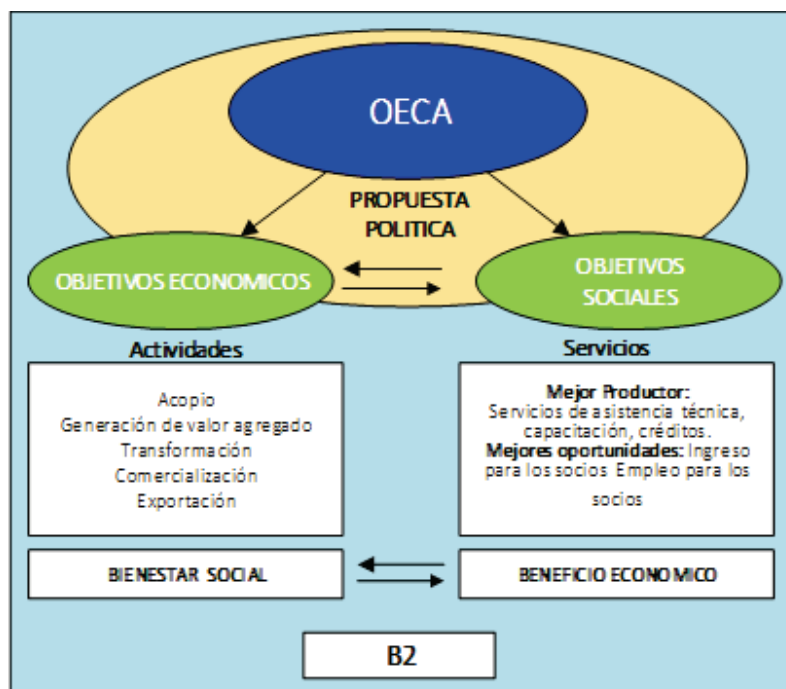 OECA
PROPUESTA
POLITICA
OBJETIVOS ECONOMICOS
OBJETIVOS
SOCIALES
Actividades
Acopio
Generación de valor agregado
Transformación
Comercialización
Exportación
Servicios
Mejor Productor:
Servicios de asistencia técnica,
capacitación, créditos.
Mejores oportunidades: Ingreso
para los socios Empleo para los
socios
BIENESTAR SOCIAL
BENEFICIO ECONOMICO
B2